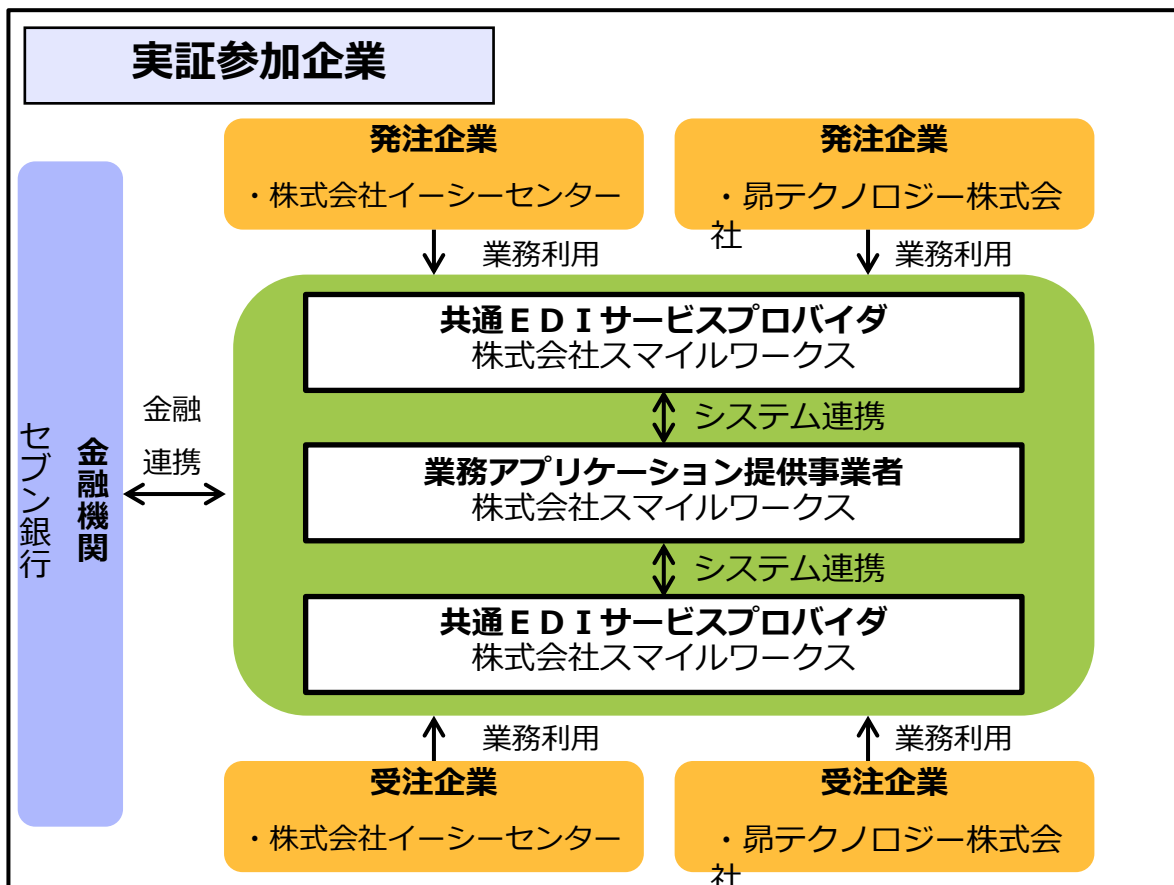 実証参加企業
発注企業
・株式会社イーシーセンター
発注企業
・昴テクノロジー株式会
社
業務利用
業務利用
共通ＥＤＩサービスプロバイダ
株式会社スマイルワークス
システム連携
金融
連携
金融機関
セブン銀行
業務アプリケーション提供事業者
株式会社スマイルワークス
システム連携
共通ＥＤＩサービスプロバイダ
株式会社スマイルワークス
業務利用
業務利用
受注企業
・株式会社イーシーセンター
受注企業
・昴テクノロジー株式会
社